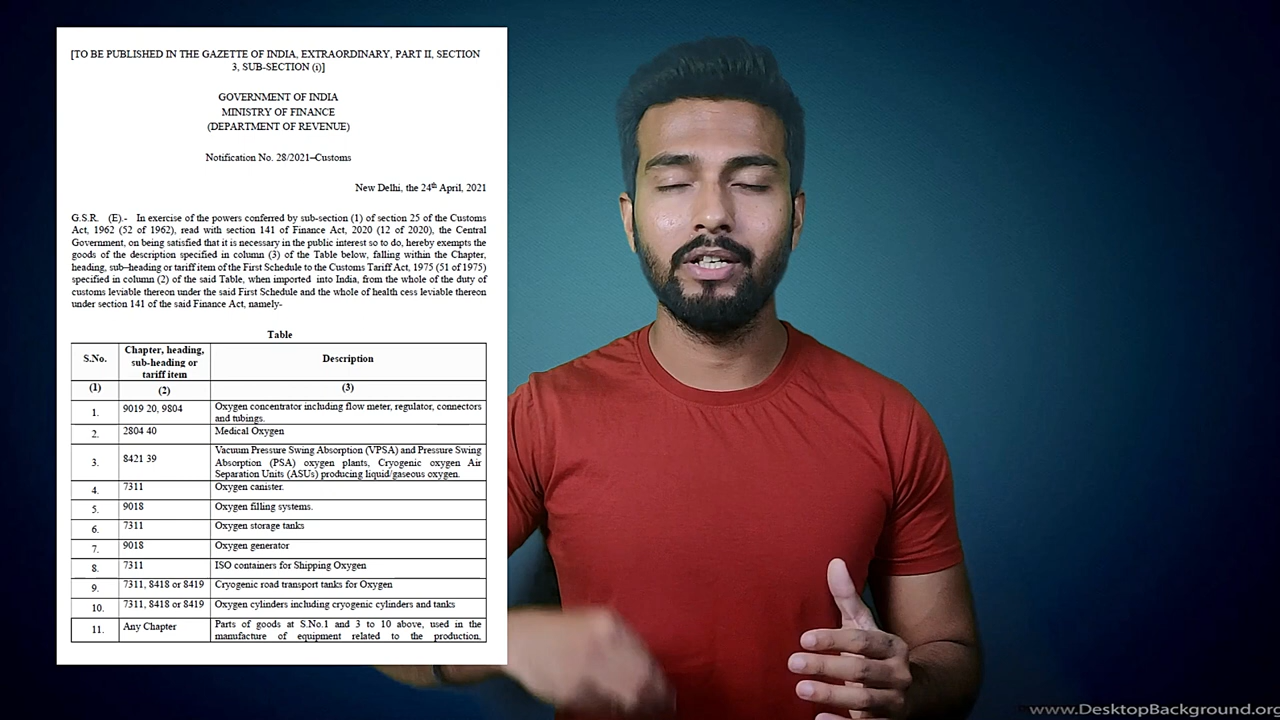 [TO BE PUBLISHED IN THE GAZETTE OF INDIA, EXTRAORDINARY, PART II, SECTION
3, SUB-SECTION (i)]
GOVERNMENT OF INDIA
MINISTRY OF FINANCE
(DEPARTMENT OF REVENUE)
Notification No. 28/2021–Customs
New Delhi, the 24th April, 2021
G.S.R. (E).- In exercise of the powers conferred by sub-section (1) of section 25 of the Customs
Act, 1962 (52 of 1962), read with section 141 of Finance Act, 2020 (12 of 2020), the Central
Government, on being satisfied that it is necessary in the public interest so to do, hereby exempts the
goods of the description specified in column (3) of the Table below, falling within the Chapter,
heading, sub–heading or tariff item of the First Schedule to the Customs Tariff Act, 1975 (51 of 1975)
specified in column (2) of the said Table, when imported into India, from the whole of the duty of
customs leviable thereon under the said First Schedule and the whole of health cess leviable thereon
under section 141 of the said Finance Act, namely-
Table
S.No. Chapter, heading, sub-heading or tariff item Description
(1) (2) (3)
1. 9019 20, 9804 Oxygen concentrator including flow meter, regulator, connectors
and tubings.
2. 2804 40 Medical Oxygen
3. 8421 39 Vacuum Pressure Swing Absorption (VPSA) and Pressure Swing
Absorption (PSA) oxygen plants, Cryogenic oxygen Air
Separation Units (ASUs) producing liquid/gaseous oxygen.
4. 7311 Oxygen canister.
5. 9018 Oxygen filling systems.
6. 7311 Oxygen storage tanks
7. 9018 Oxygen generator
8. 7311 ISO containers for Shipping Oxygen
9. 7311, 8418 or 8419 Cryogenic road transport tanks for Oxygen
10. 7311, 8418 or 8419 Oxygen cylinders including cryogenic cylinders and tanks
11. Any Chapter Parts of goods at S.No.1 and 3 to 10 above, used in the
manufacture of equipment related to the production,
www.DesktopBackground.org